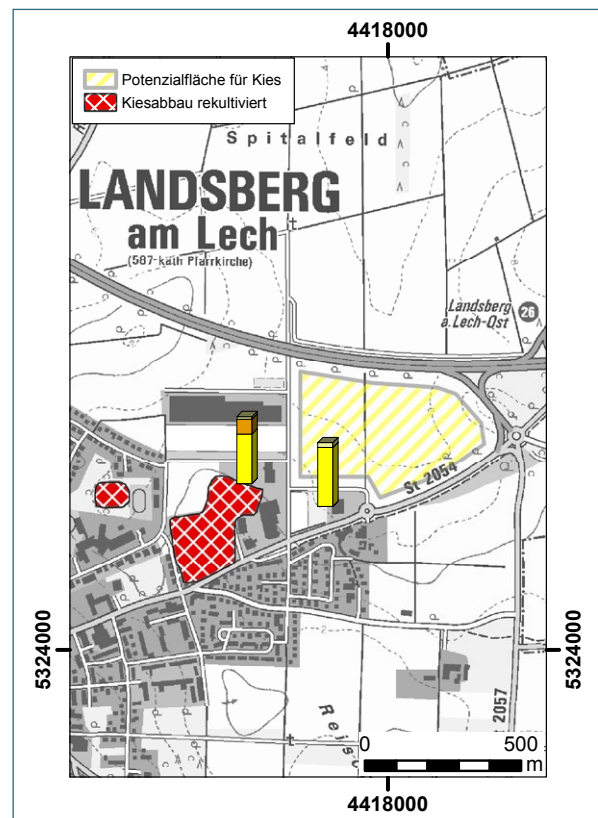 4418000
Potenzialfläche für Kies
Kiesabbau rekultiviert
Spitalfeld
LANDSBERG
am Lech
(587-kath Pfarrkirche)
Landsberg
a.Lech-Ost
26
St 2054
5324000
5324000
2057
0 500
m
4418000